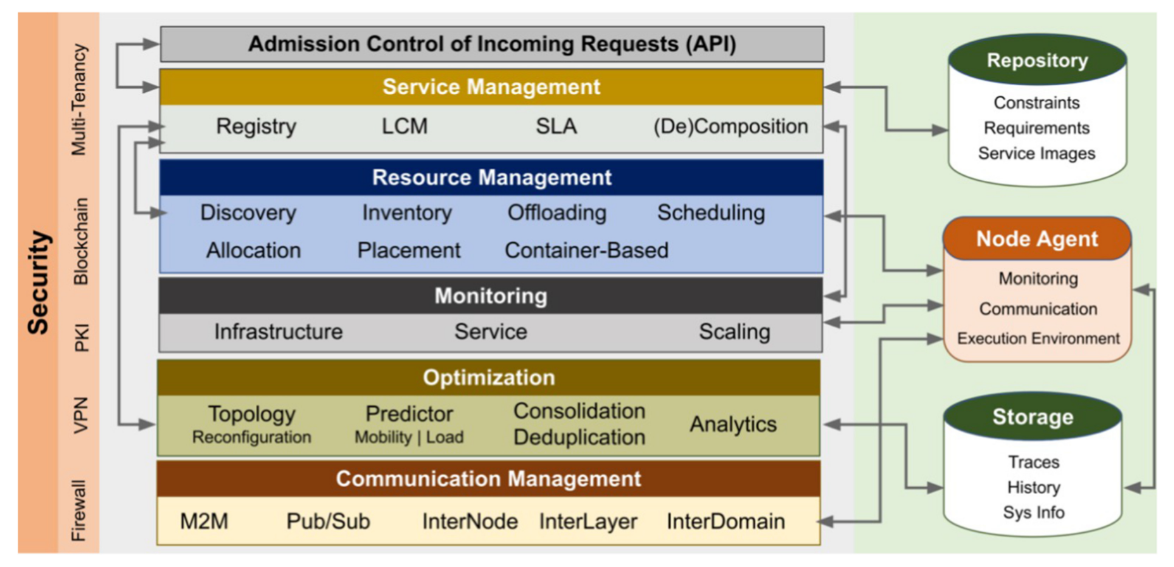 Security
Multi-Tenancy
Blockchain
PKI
VPN
Firewall
Admission Control of Incoming Requests (API)
Service Management
Registry LCM SLA (De)Composition
Resource Management
Discovery Inventory Offloading Scheduling
Allocation Placement Container-Based
Monitoring
Infrastructure Service Scaling
Optimization
Topology Predictor Consolidation Analytics
Reconfiguration Mobility | Load Deduplication
Communication Management
M2M Pub/Sub InterNode InterLayer InterDomain
Repository
Constraints
Requirements
Service Images
Node Agent
Monitoring
Communication
Execution Environment
Storage
Traces
History
Sys Info